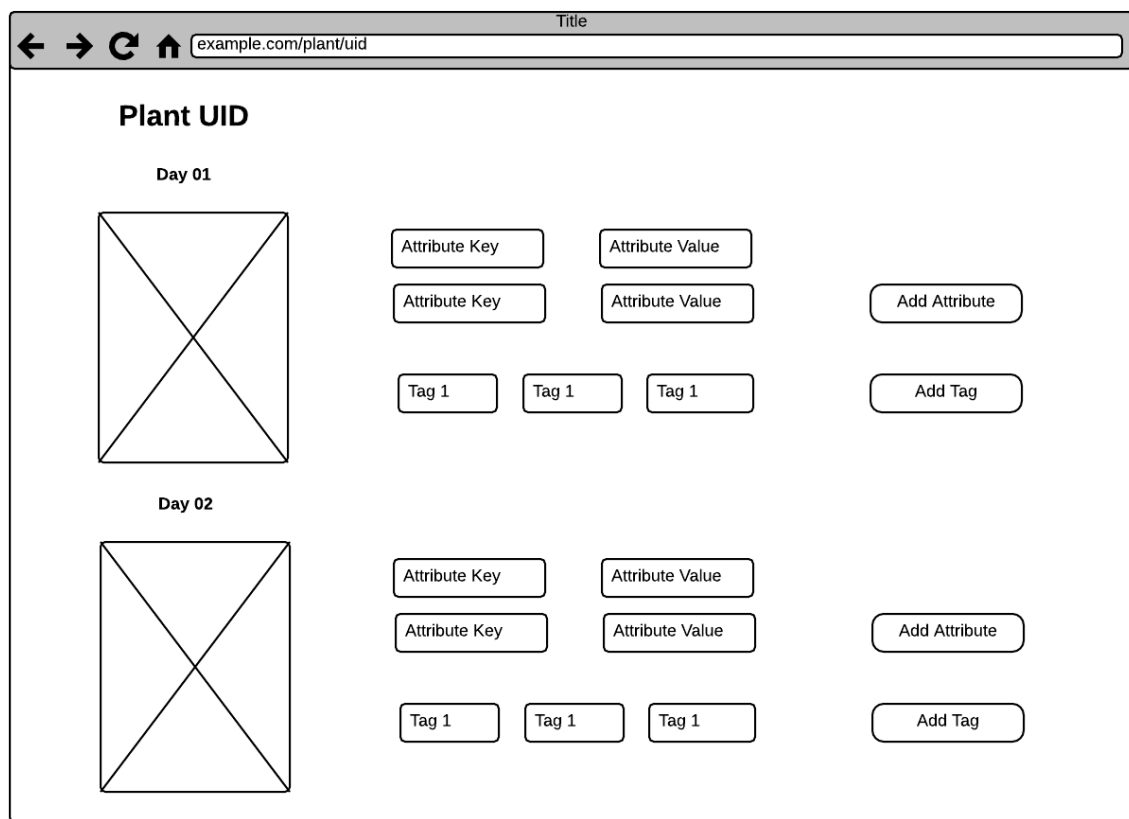 Title
example.com/plant/uid
Plant UID
Day 01
Attribute Key Attribute Value
Attribute Key Attribute Value Add Attribute
Tag 1 Tag 1 Tag 1 Add Tag
Day 02
Attribute Key Attribute Value
Attribute Key Attribute Value Add Attribute
Tag 1 Tag 1 Tag 1 Add Tag